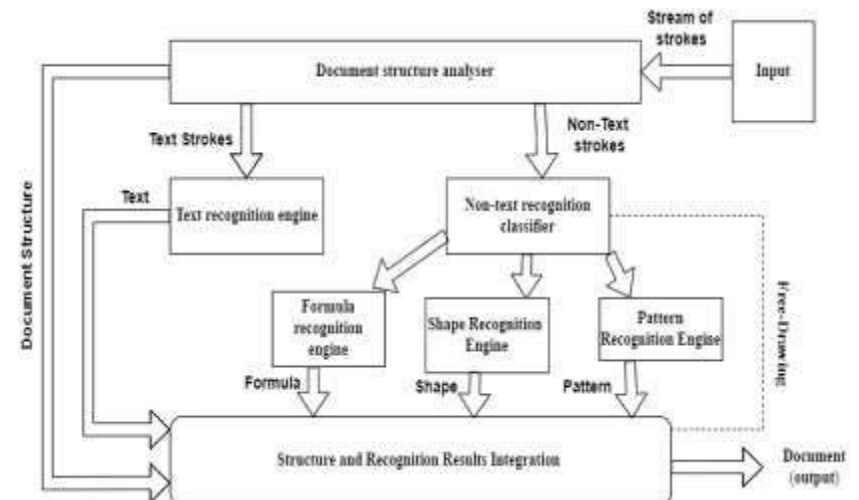 Stream of
strokes
Input
Document structure analyser
Text Strokes
Non-Text
strokes
Document Structure
Text
Text recognition engine
Non-text recognition
classifier
Free-Drawing
Formula
recognition
engine
Shape Recognition
Engine
Pattern
Recognition Engine
Formula
Shape
Pattern
Structure and Recognition Results Integration
Document
(output)